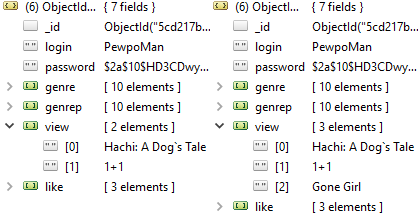 (6) ObjectId... { 7 fields }
_id ObjectId("5cd217b...
login PewpoMan
password $2a$10$HD3CDwy...
genre [ 10 elements ]
genrep [ 10 elements ]
view [ 2 elements ]
[0] Hachi: A Dog`s Tale
[1] 1+1
like [ 3 elements ]
(6) ObjectId... { 7 fields }
_id ObjectId("5cd217b...
login PewpoMan
password $2a$10$HD3CDwy...
genre [ 10 elements ]
genrep [ 10 elements ]
view [ 3 elements ]
[0] Hachi: A Dog`s Tale
[1] 1+1
[2] Gone Girl
like [ 3 elements ]